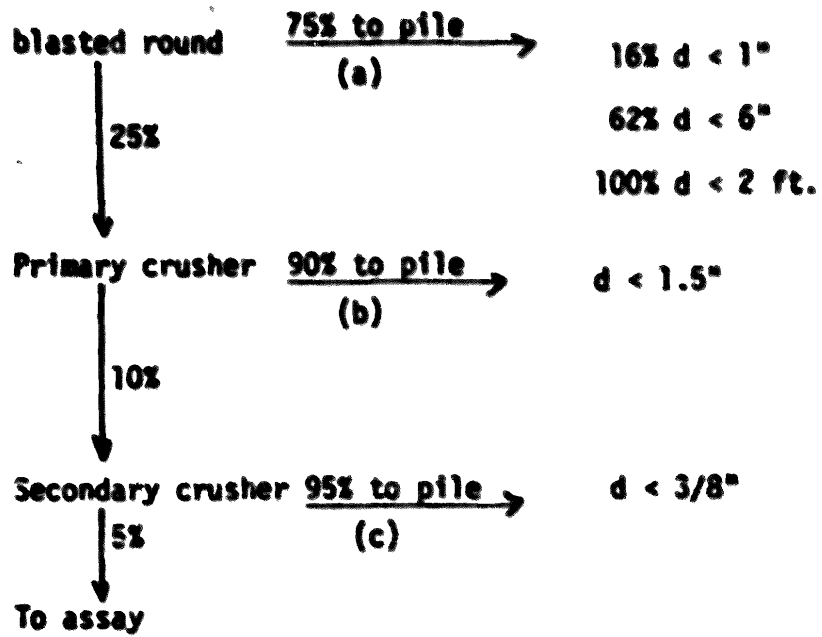 blasted round 75% to pile 16% d < 1"
(a)
62% d < 6"
25%
100% d < 2 ft.
Primary crusher 90% to pile d < 1.5"
(b)
10%
Secondary crusher 95% to pile d < 3/8"
5% (c)
To assay